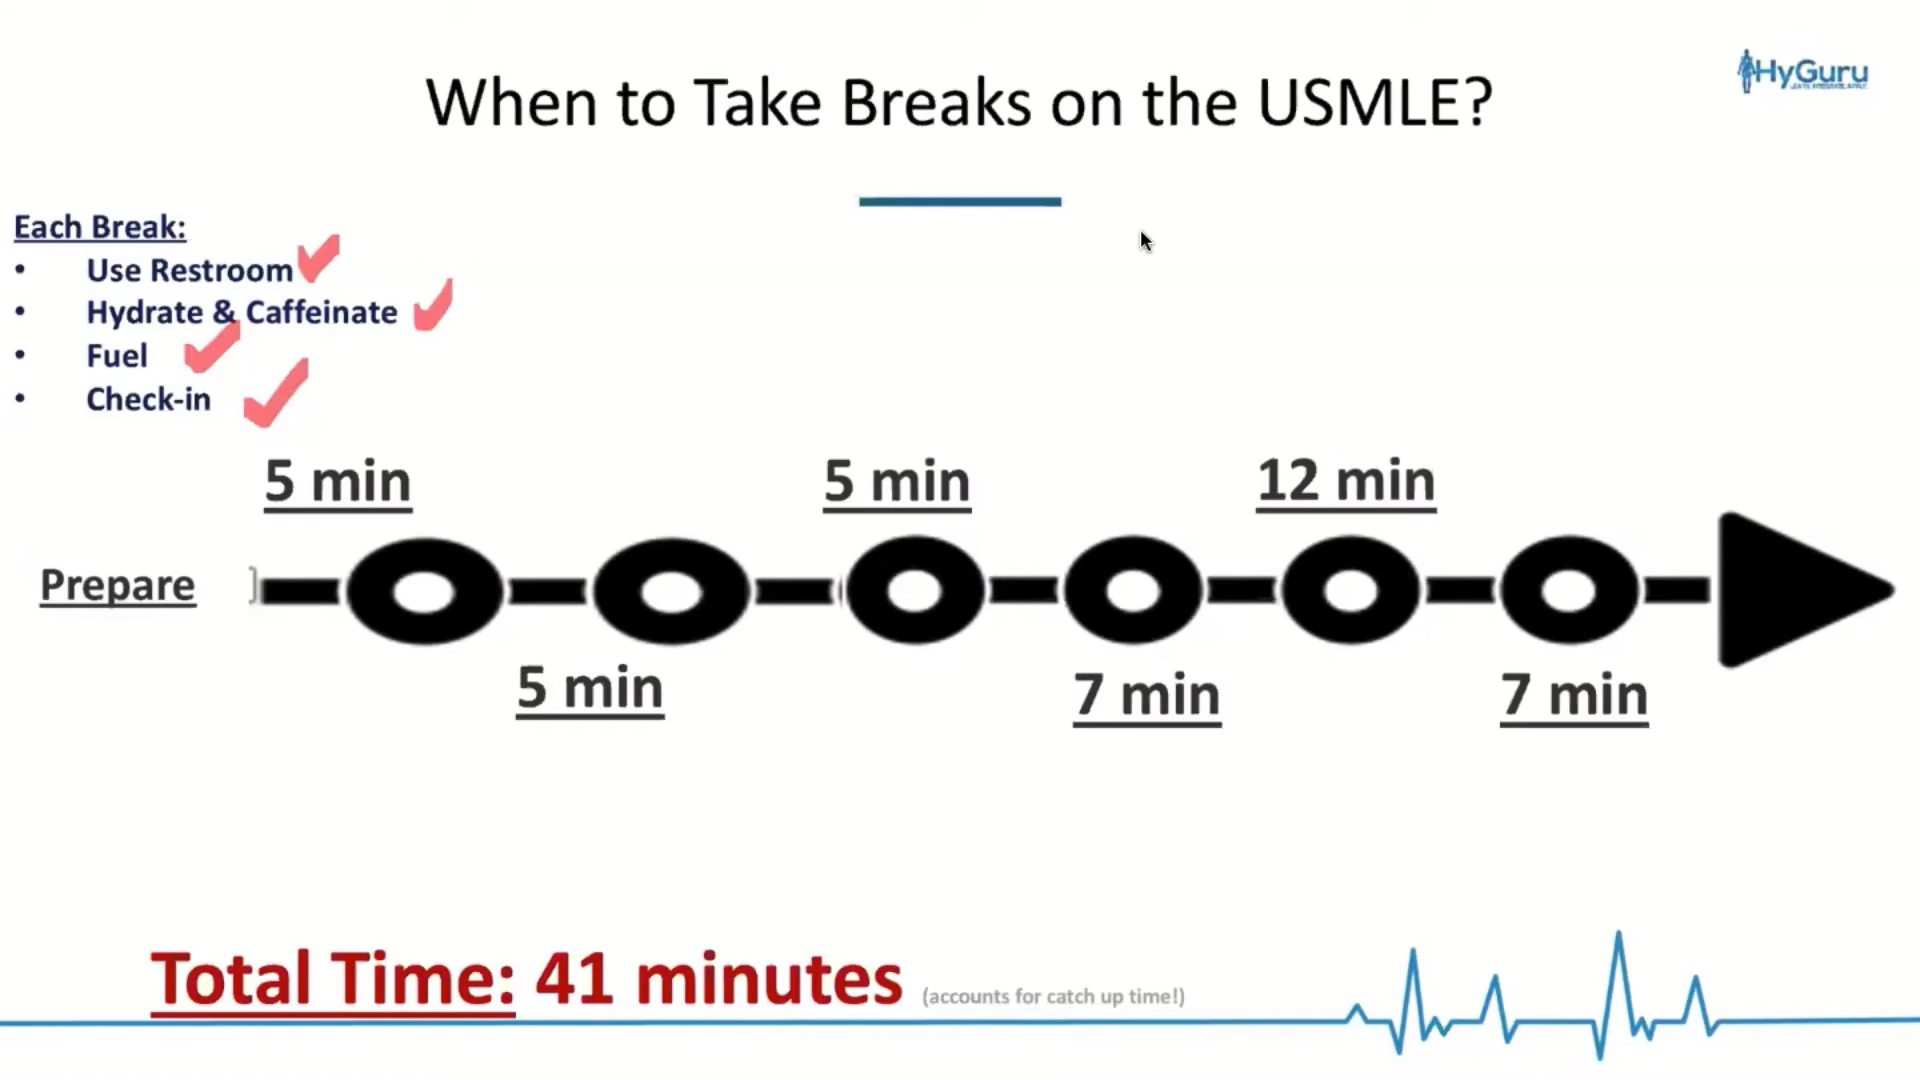 When to Take Breaks on the USMLE?
HyGuru
Each Break:
• Use Restroom
• Hydrate & Caffeinate
• Fuel
• Check-in
5 min
5 min
12 min
Prepare
5 min
7 min
7 min
Total Time: 41 minutes (accounts for catch up time!)